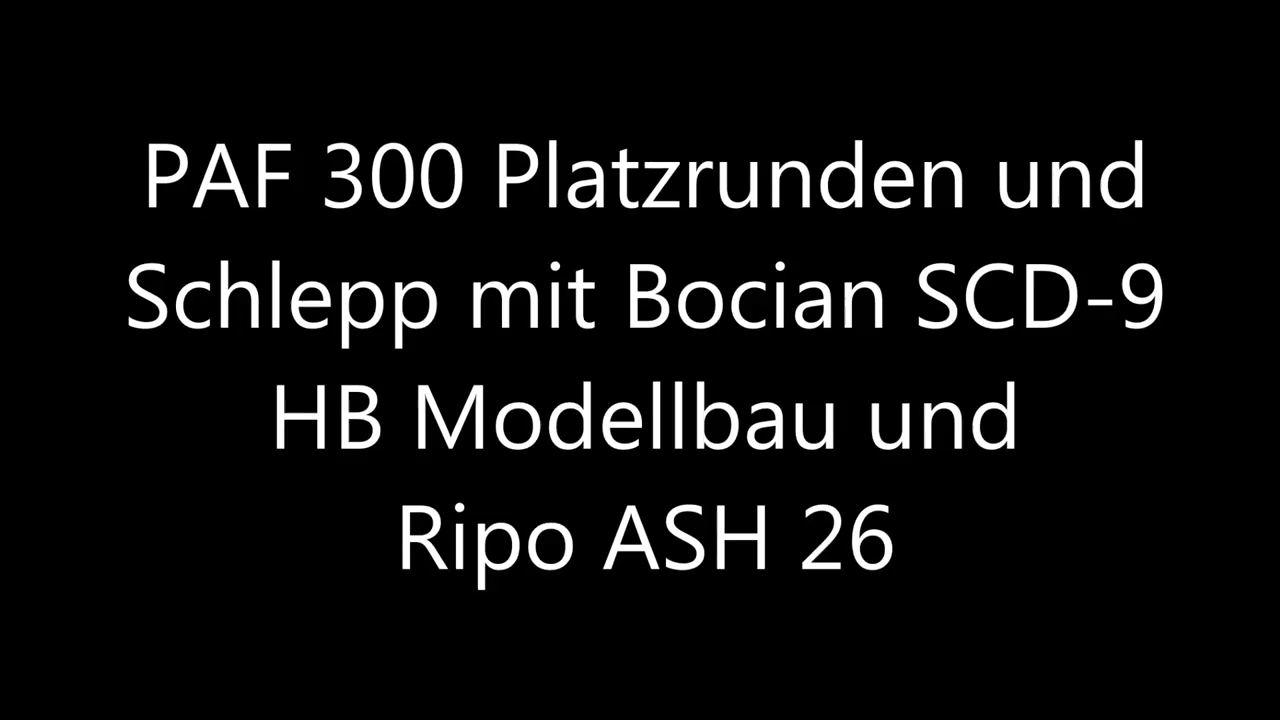 PAF 300 Platzrunden und
Schlepp mit Bocian SCD-9
HB Modellbau und
Ripo ASH 26